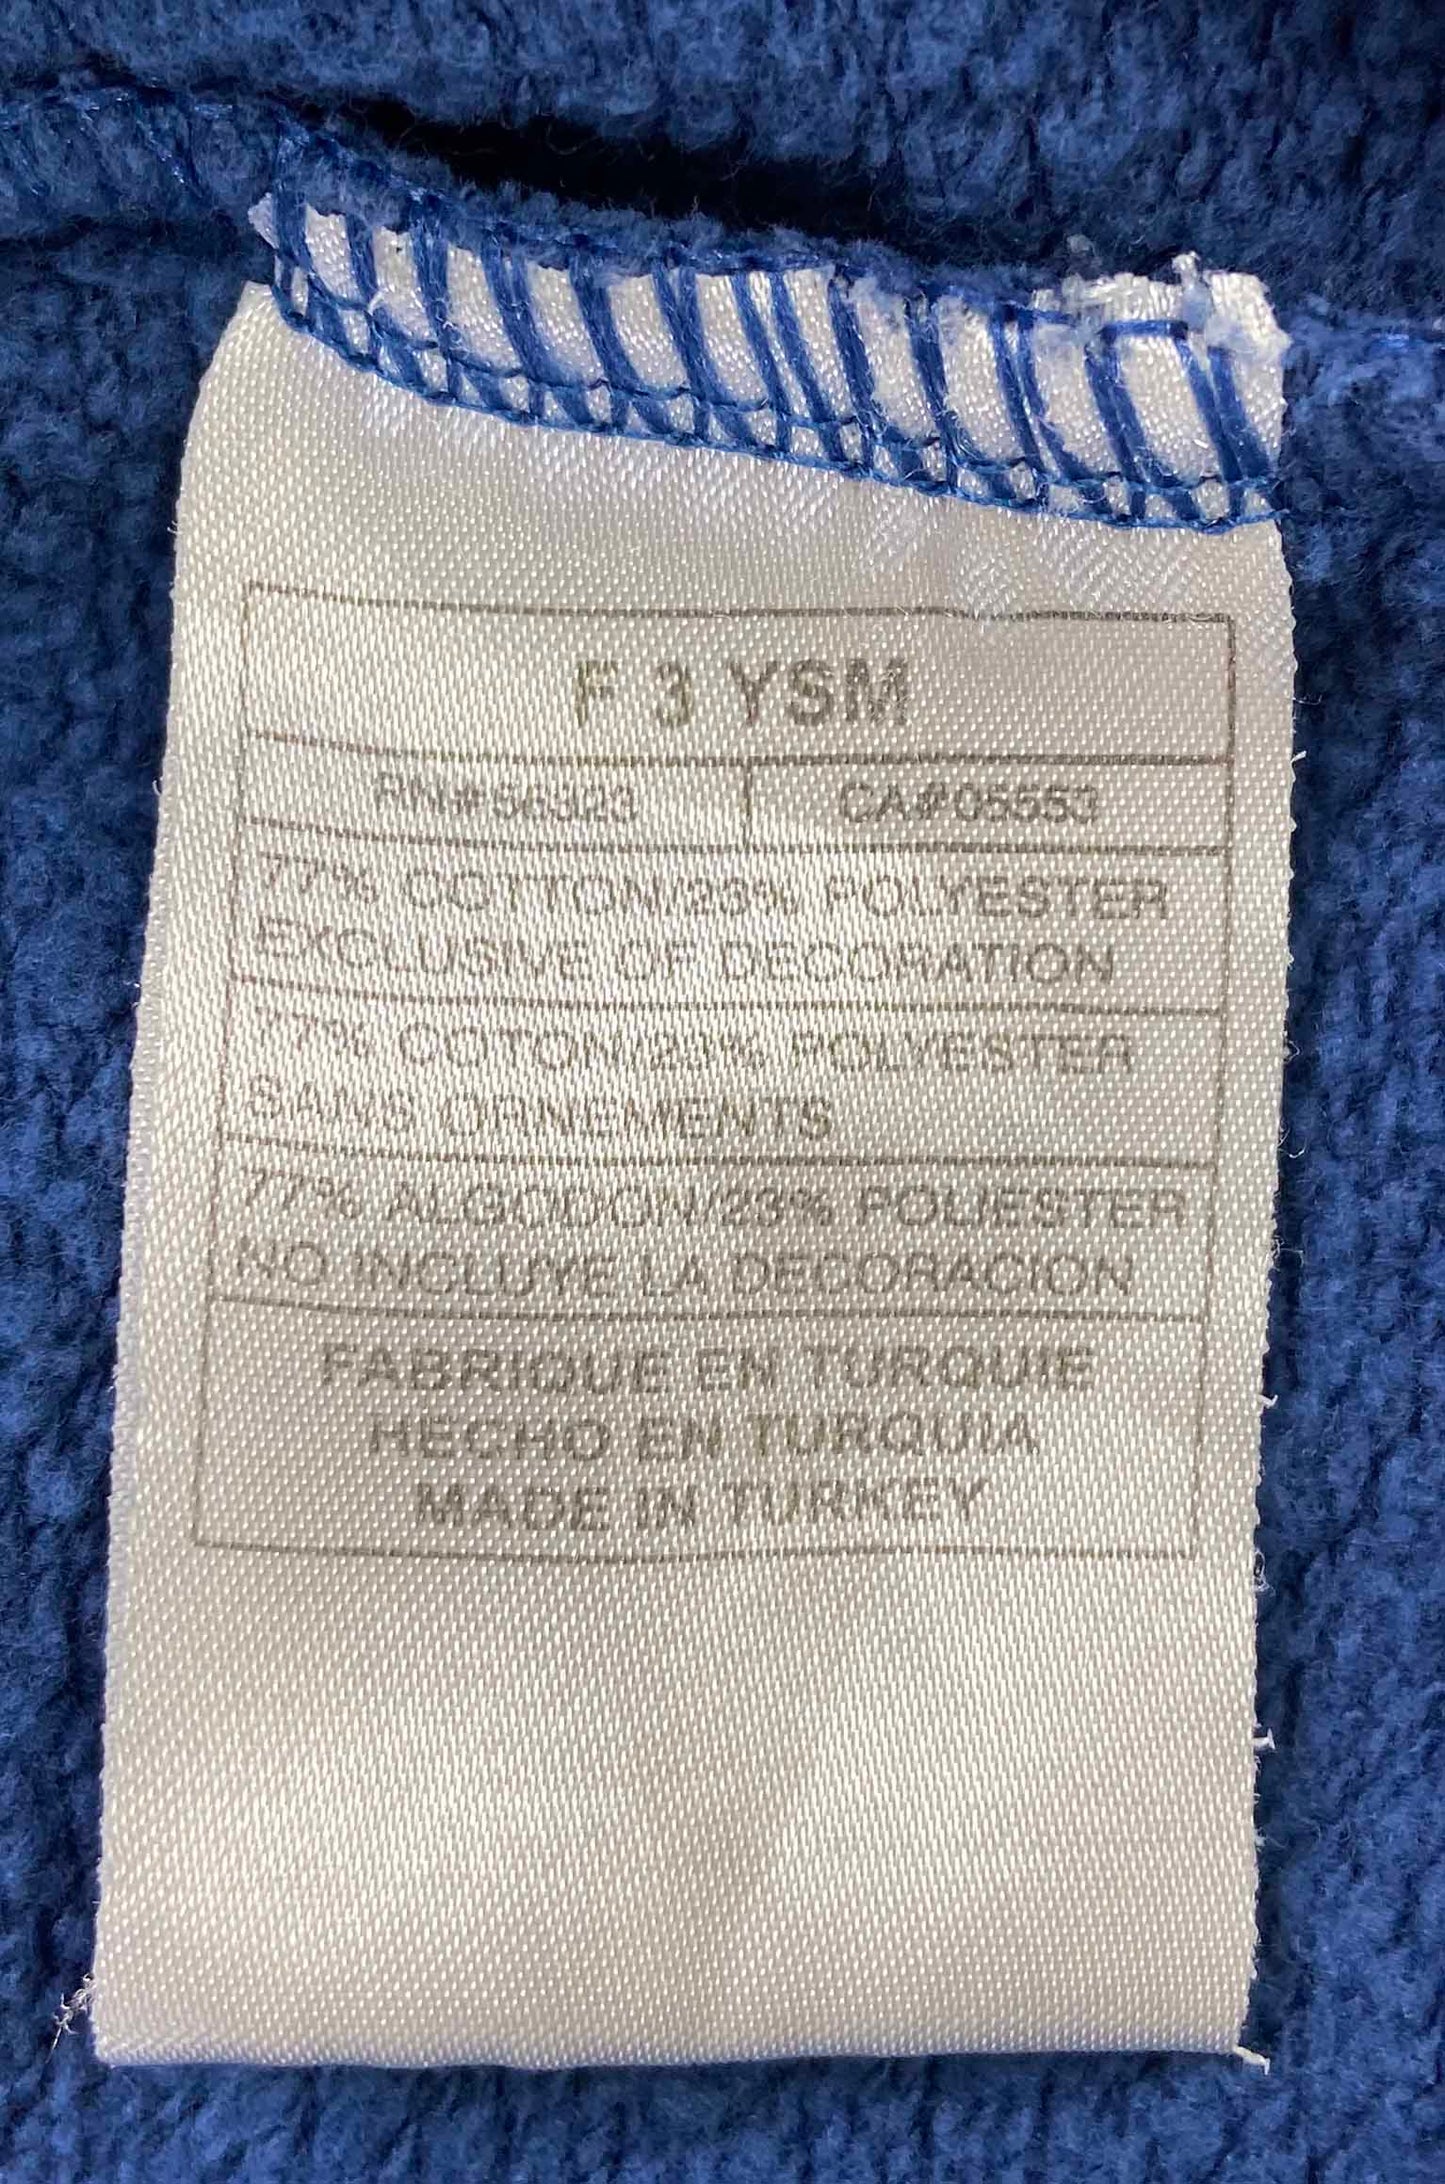 F 3 YSM
RN#56323 CA#05553
77% COTTON/23% POLYESTER
EXCLUSIVE OF DECORATION
77% COTON/23% POLYESTER
SANS ORNEMENTS
77% ALGODON/23% POLIESTER
NO INCLUYE LA DECORACION
FABRIQUE EN TURQUIE
HECHO EN TURQUIA
MADE IN TURKEY